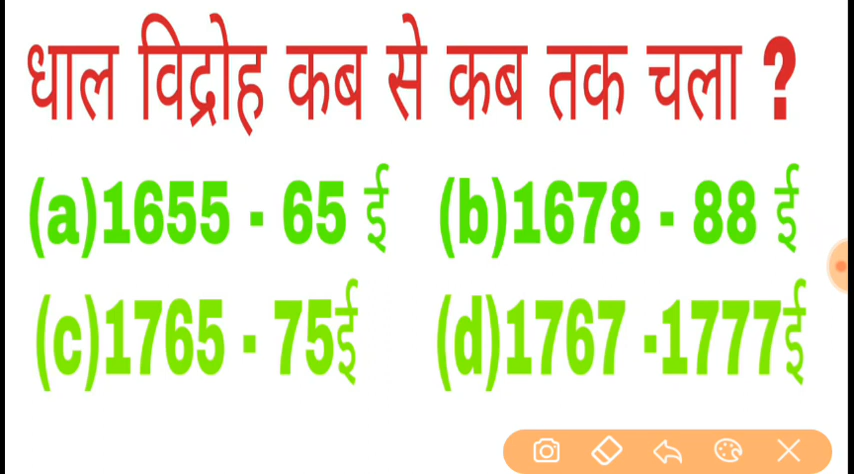 धाल विद्रोह कब से कब तक चला ?
(a)1655 - 65 ई (b)1678 - 88 ई
(c)1765 - 75ई (d)1767 -1777ई